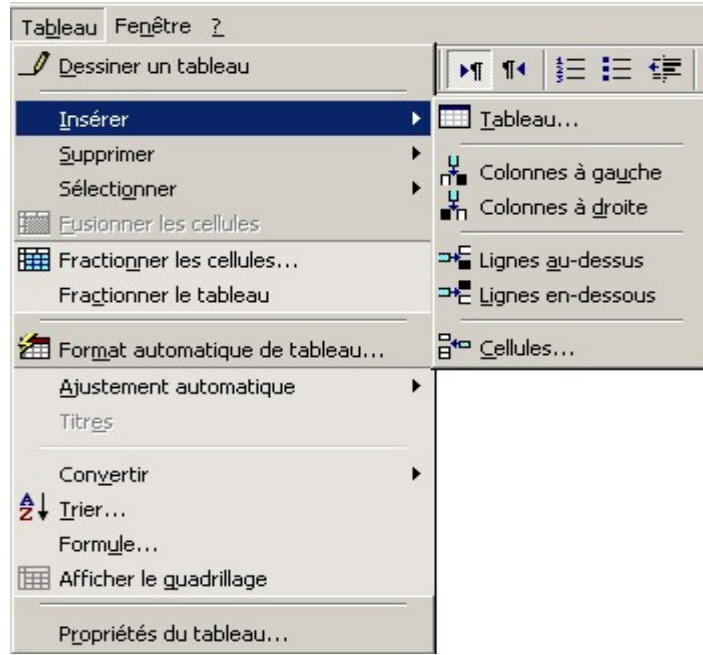 Tableau Fenêtre ?
Dessiner un tableau
Insérer
Supprimer
Sélectionner
Fusionner les cellules
Fractionner les cellules...
Fractionner le tableau
Format automatique de tableau...
Ajustement automatique
Titres
Convertir
Trier...
Formule...
Afficher le quadrillage
Propriétés du tableau...
Tableau...
Colonnes à gauche
Colonnes à droite
Lignes au-dessus
Lignes en-dessous
Cellules...